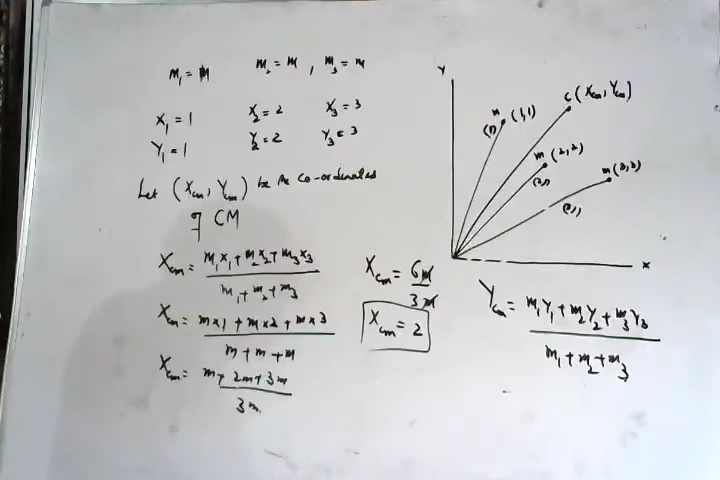 m₁ = m m₂ = m , m₃ = m
x₁ = 1 x₂ = 2 x₃ = 3
y₁ = 1 y₂ = 2 y₃ = 3
Let (Xcm, Ycm) be the co-ordinates
of CM
Xcm = m₁x₁ + m₂x₂ + m₃x₃
m₁ + m₂ + m₃
Xcm = m×1 + m×2 + m×3
m + m + m
Xcm = m + 2m + 3m
3m
Xcm = 6m
3m
Xcm = 2
Y
m (1,1)
(1)
C (Xcm, Ycm)
m (2,2)
(2)
m (3,3)
(3)
X
Ycm = m₁y₁ + m₂y₂ + m₃y₃
m₁ + m₂ + m₃